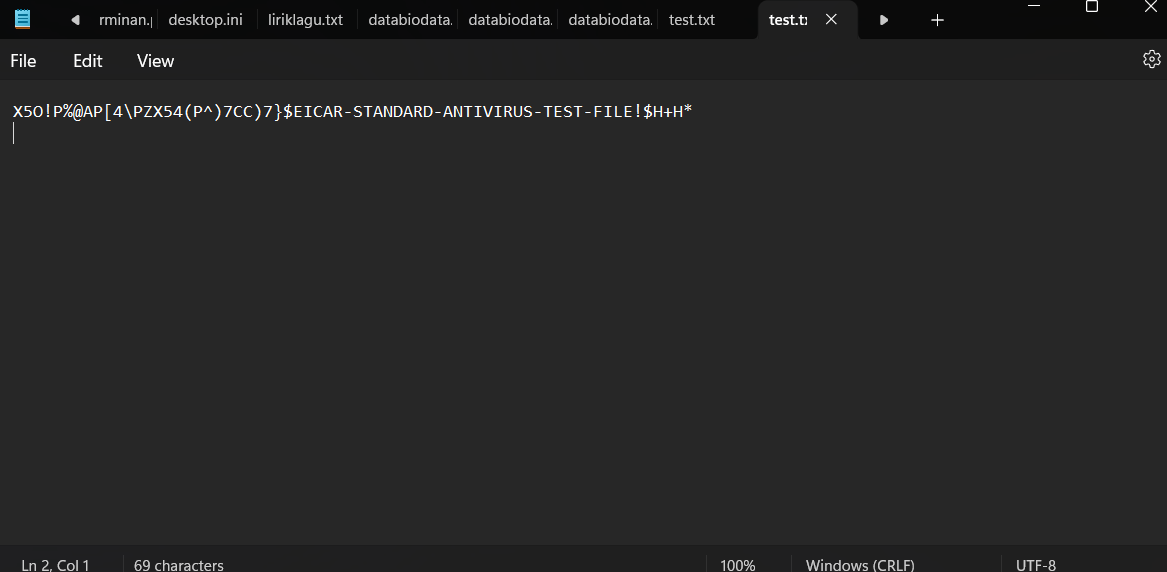 rminan. desktop.ini liriklagu.txt databiodata. databiodata. databiodata. test.txt test.t
File Edit View
X5O!P%@AP[4\PZX54(P^)7CC)7}$EICAR-STANDARD-ANTIVIRUS-TEST-FILE!$H+H*
Ln 2, Col 1 69 characters 100% Windows (CRLF) UTF-8